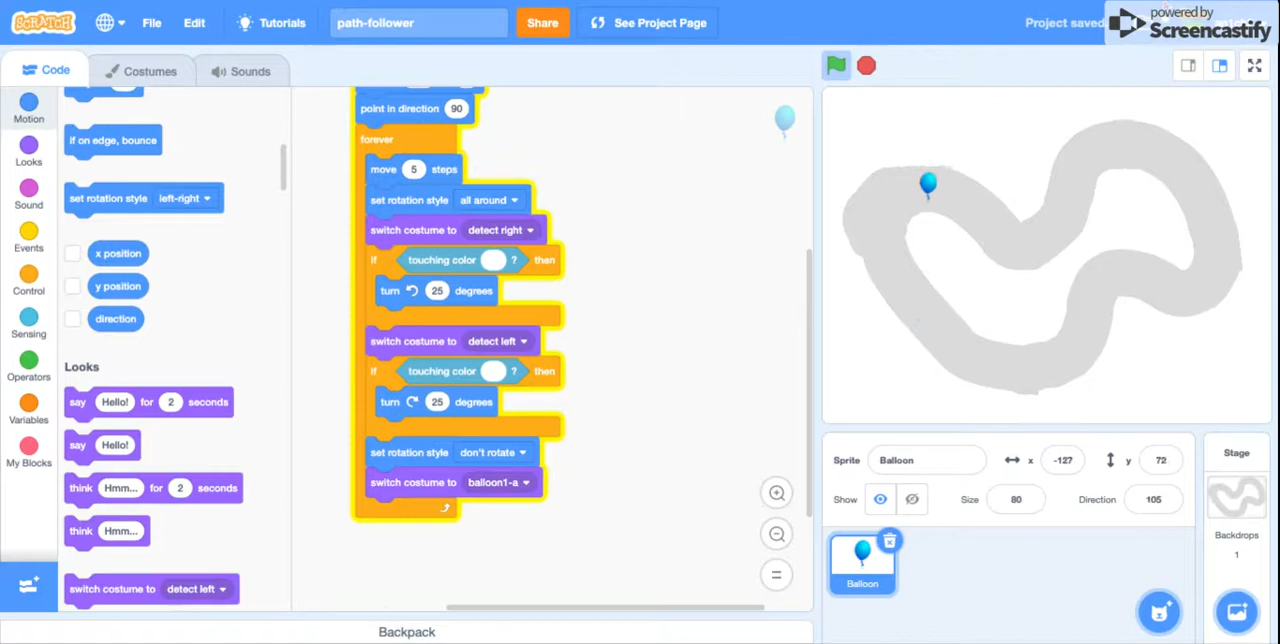 SCRATCH File Edit Tutorials path-follower Share See Project Page Project saved
powered by
Screencastify
Code Costumes Sounds
Motion
Looks
Sound
Events
Control
Sensing
Operators
Variables
My Blocks
if on edge, bounce
set rotation style left-right
x position
y position
direction
Looks
say Hello! for 2 seconds
say Hello!
think Hmm... for 2 seconds
think Hmm...
switch costume to detect left
point in direction 90
forever
move 5 steps
set rotation style all around
switch costume to detect right
if touching color ? then
turn 25 degrees
switch costume to detect left
if touching color ? then
turn 25 degrees
set rotation style don't rotate
switch costume to balloon1-a
Sprite Balloon x -127 y 72
Show Size 80 Direction 105
Balloon
Stage
Backdrops
1
Backpack